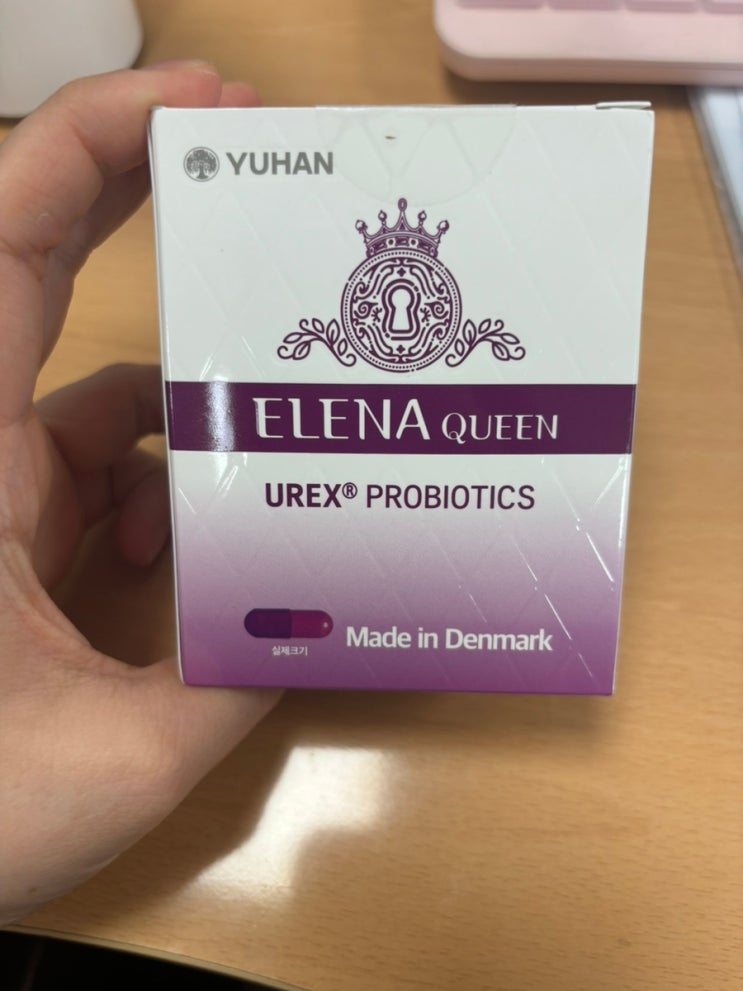 YUHAN
ELENA QUEEN
UREX® PROBIOTICS
실제크기
Made in Denmark